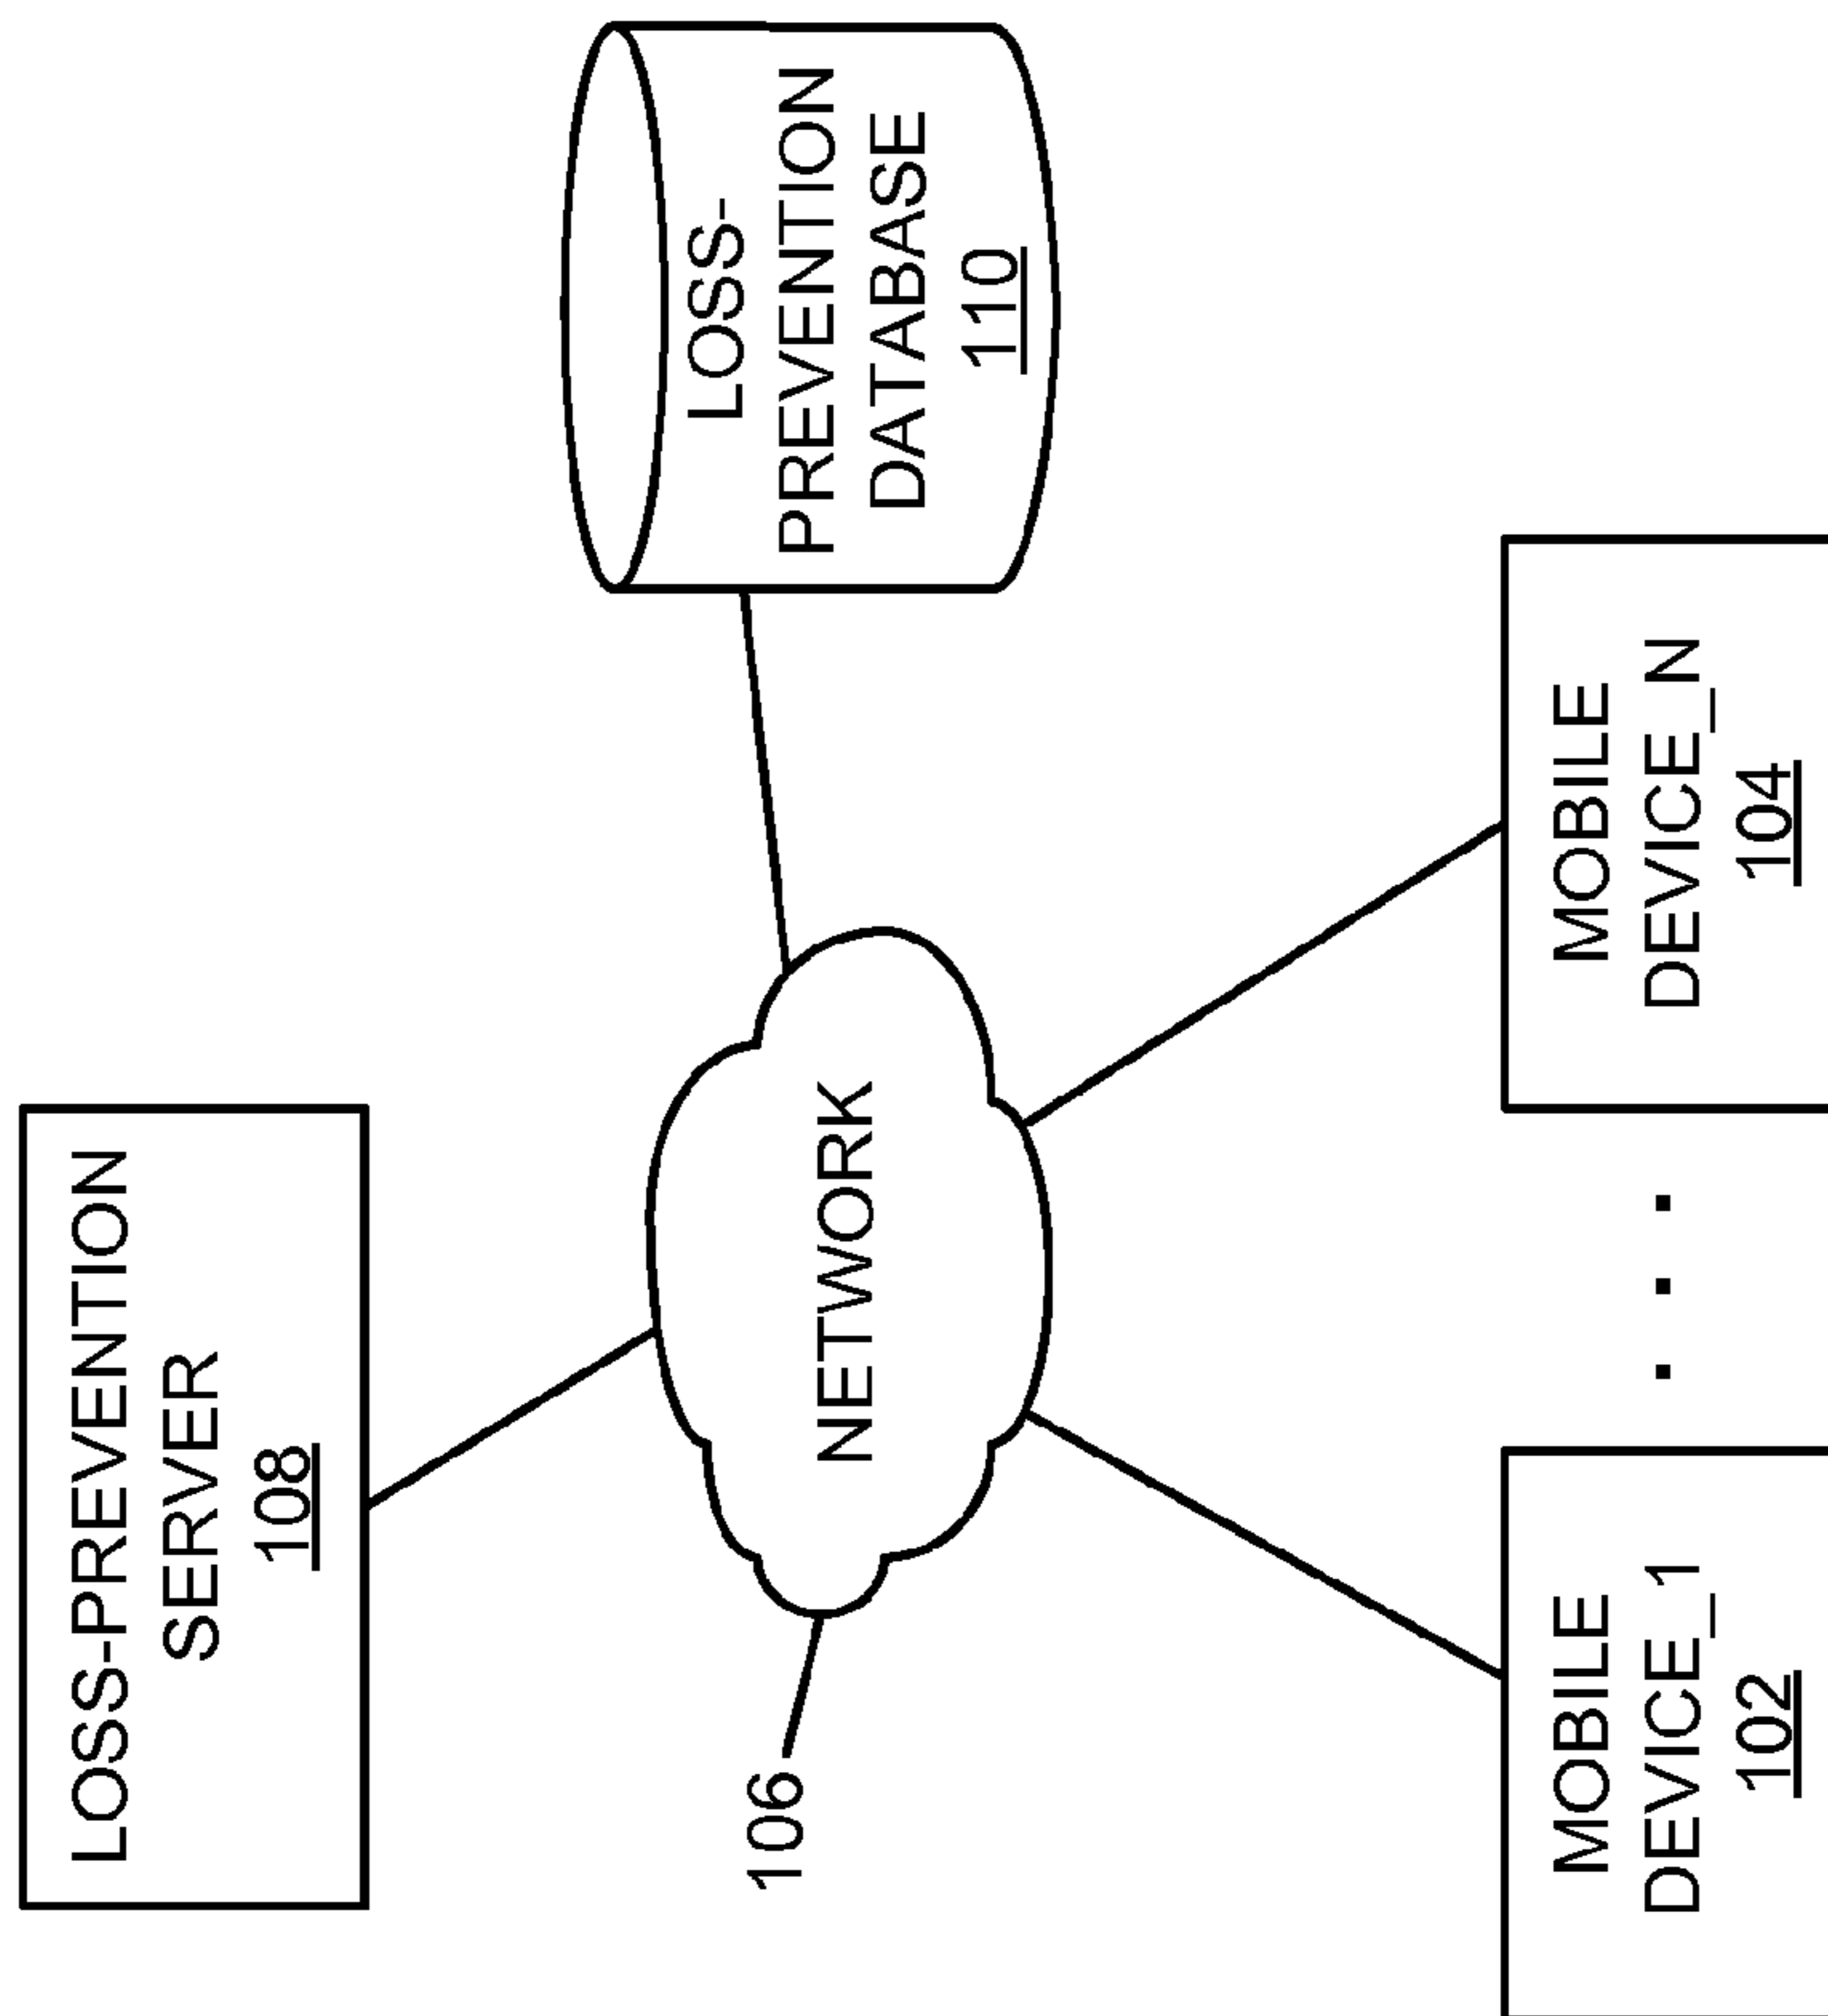 LOSS-PREVENTION
SERVER
108
LOSS-
PREVENTION
DATABASE
110
NETWORK
106
MOBILE
DEVICE_1
102
. . .
MOBILE
DEVICE_N
104